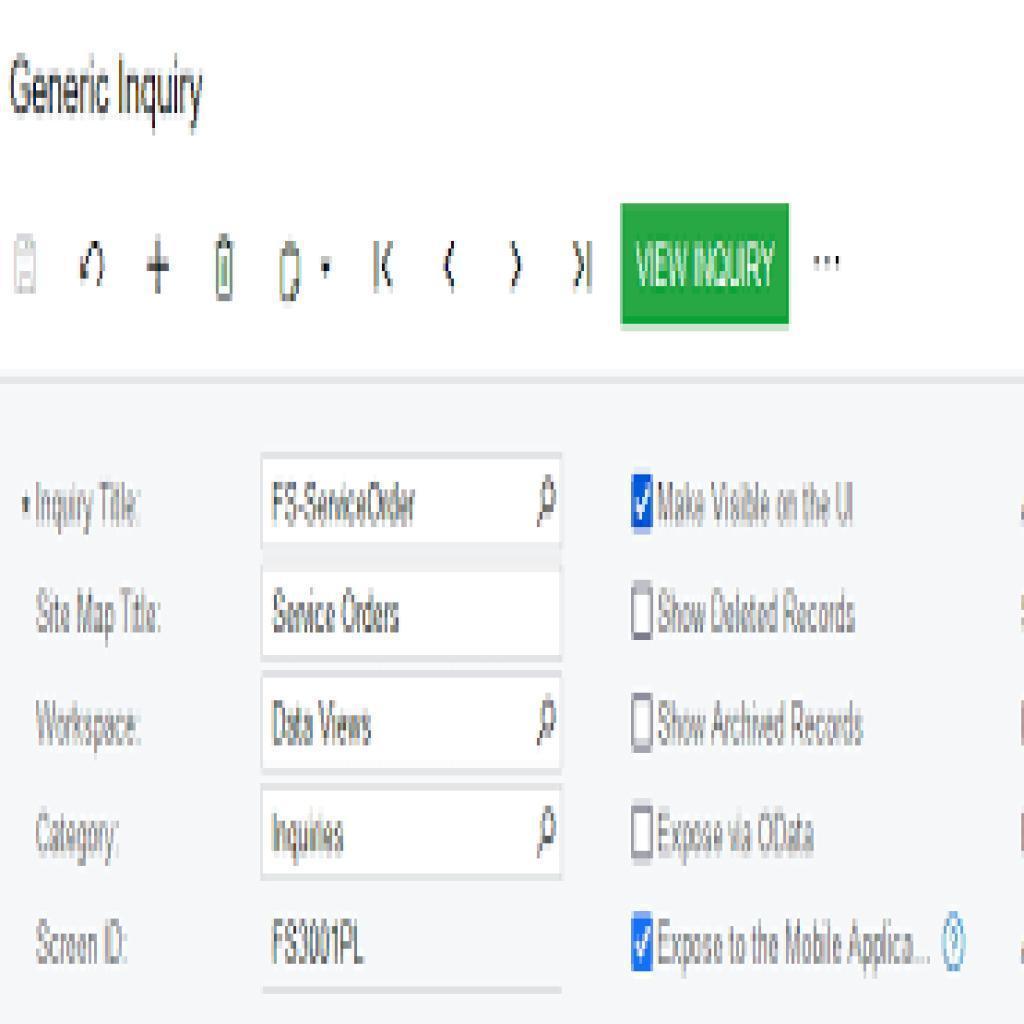 Generic Inquiry
VIEW INQUIRY ...
Inquiry Title: FS-ServiceOrder Make Visible on the UI
Site Map Title: Service Orders Show Deleted Records
Workspace: Data Views Show Archived Records
Category: Inquiries Expose via OData
Screen ID: FS3001PL Expose to the Mobile Applica...